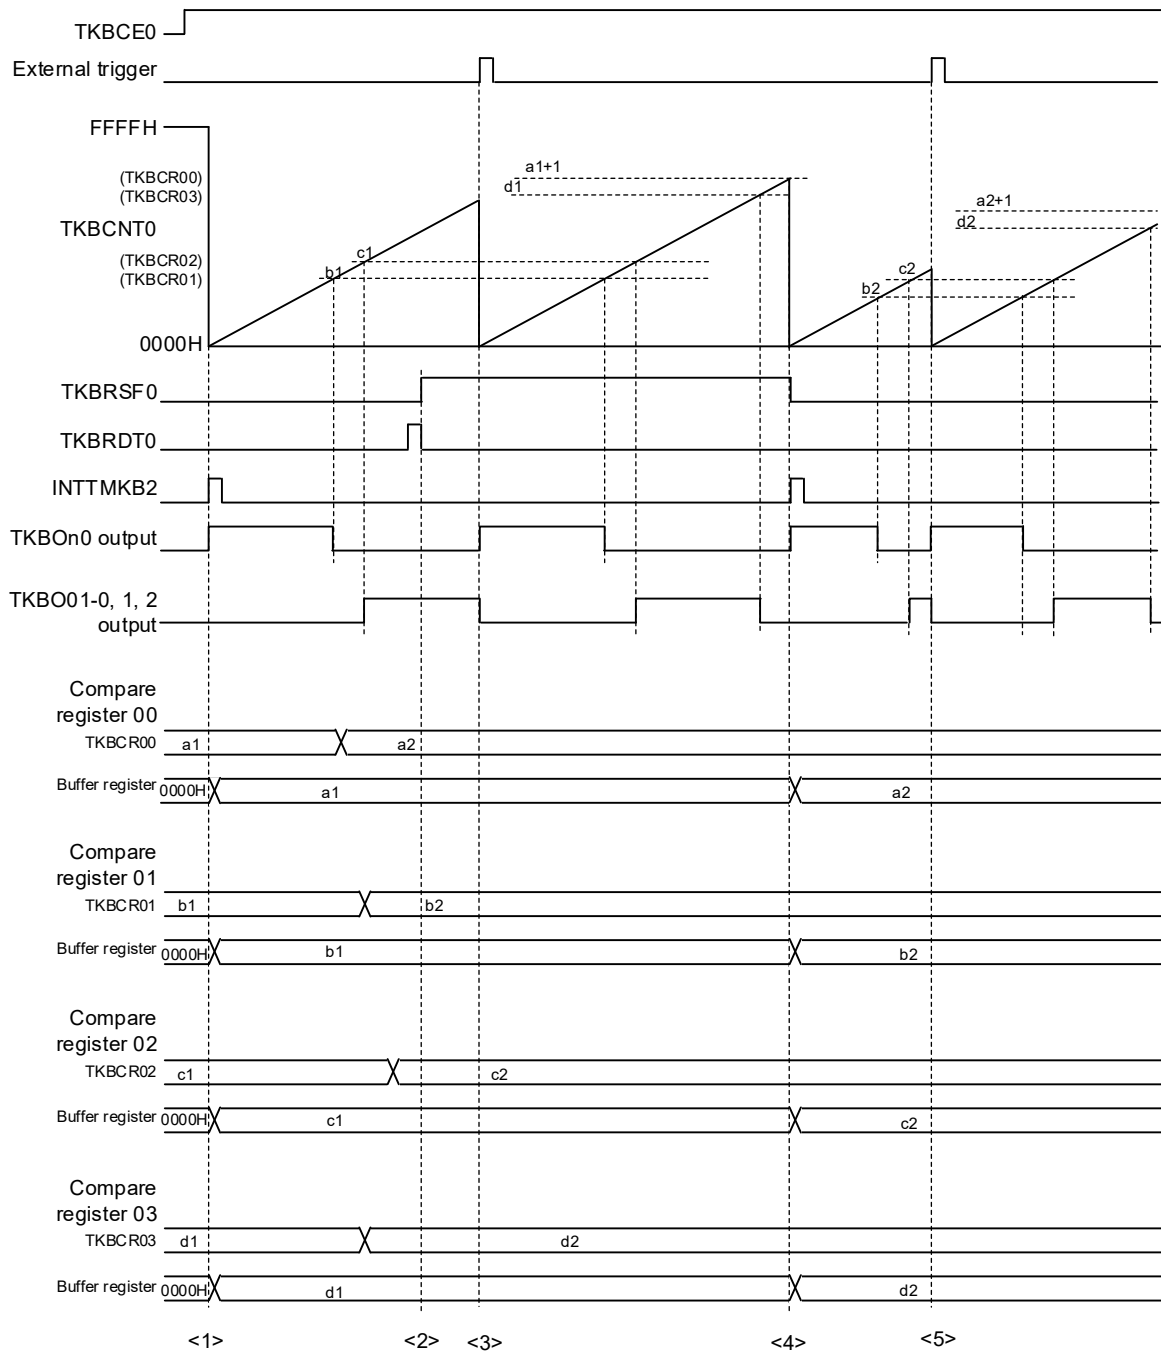 TKBCE0
External trigger
FFFFH
a1+1
(TKBCR00)
d1
(TKBCR03)
a2+1
d2
TKBCNT0
c1
(TKBCR02)
b1
(TKBCR01)
c2
b2
0000H
TKBRSF0
TKBRDT0
INTTMKB2
TKBOn0 output
TKBO01-0, 1, 2
output
Compare
register 00
TKBCR00 a1 a2
Buffer register 0000H a1 a2
Compare
register 01
TKBCR01 b1 b2
Buffer register 0000H b1 b2
Compare
register 02
TKBCR02 c1 c2
Buffer register 0000H c1 c2
Compare
register 03
TKBCR03 d1 d2
Buffer register 0000H d1 d2
<1> <2> <3> <4> <5>